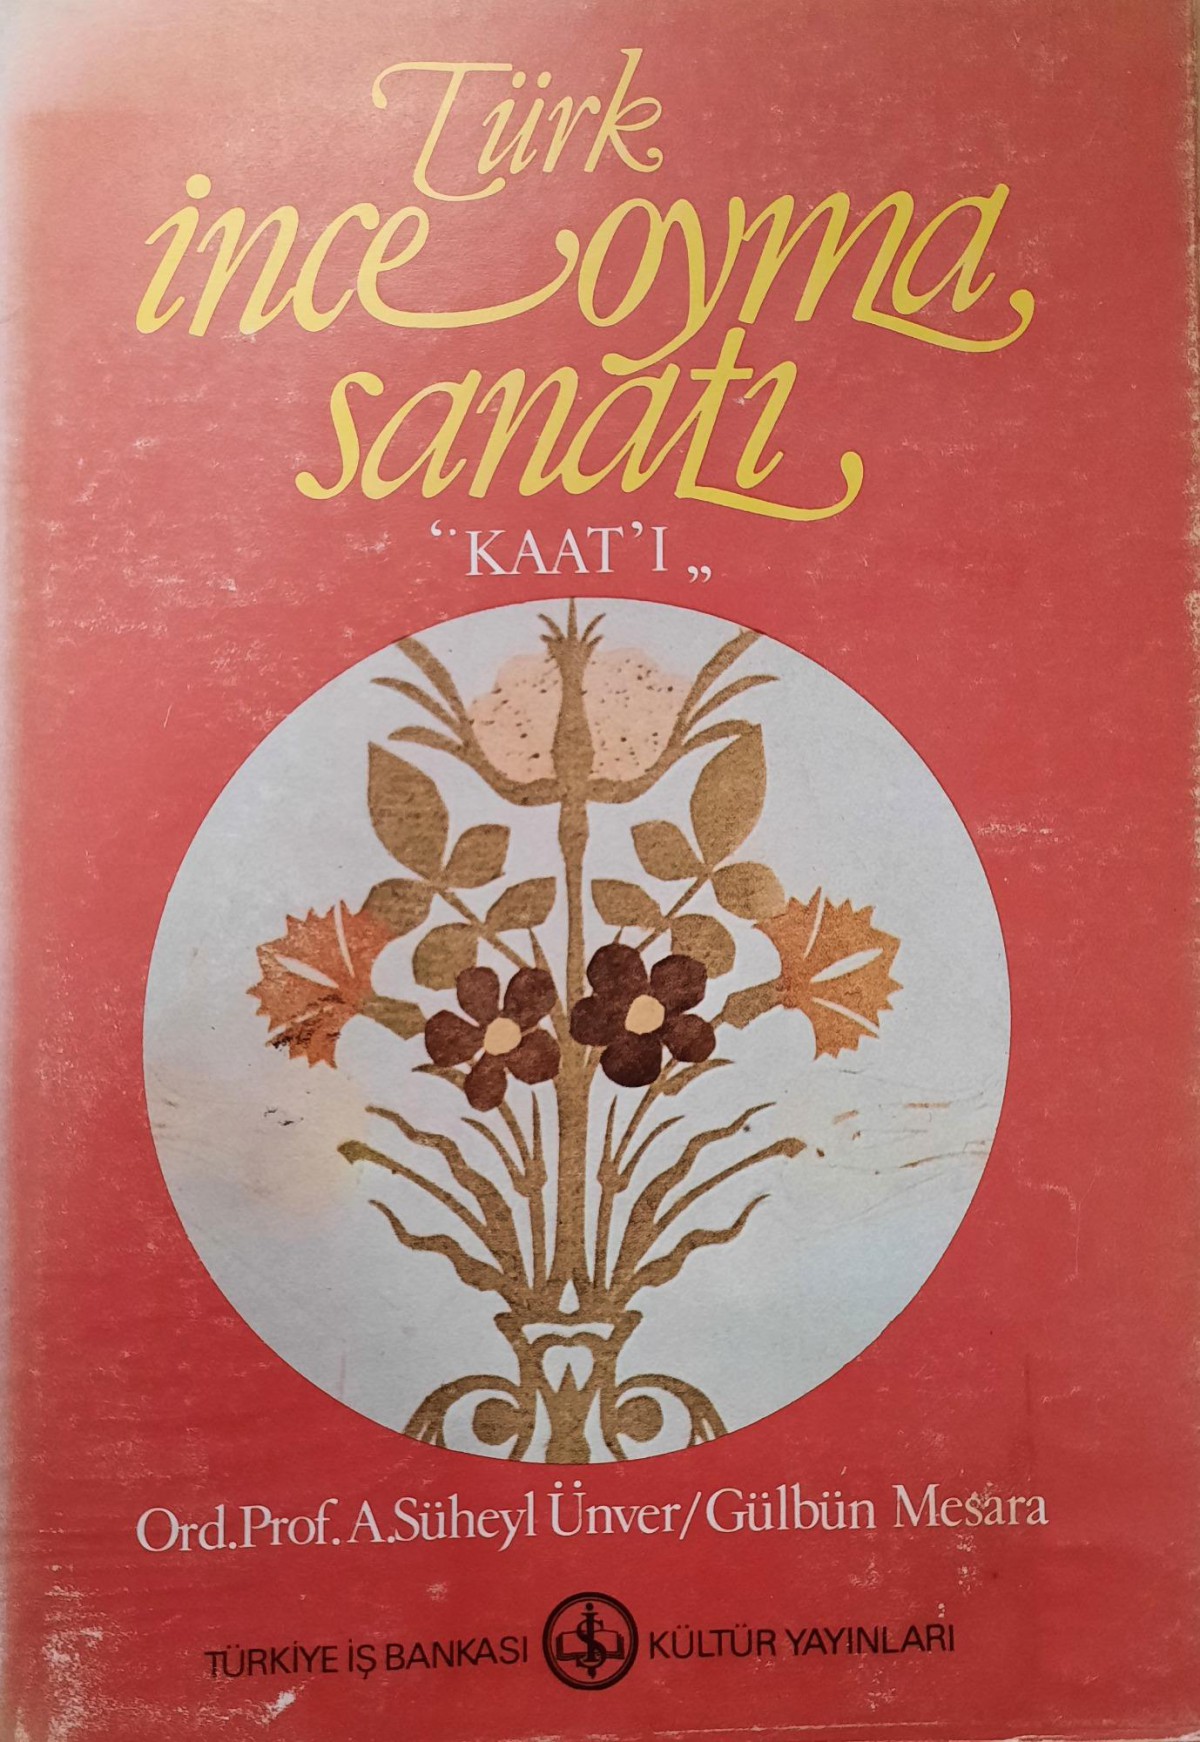 Türk
ince oyma
sanatı
“KAAT’I„
Ord.Prof. A.Süheyl Ünver/Gülbün Mesara
TÜRKİYE İŞ BANKASI İŞ KÜLTÜR YAYINLARI